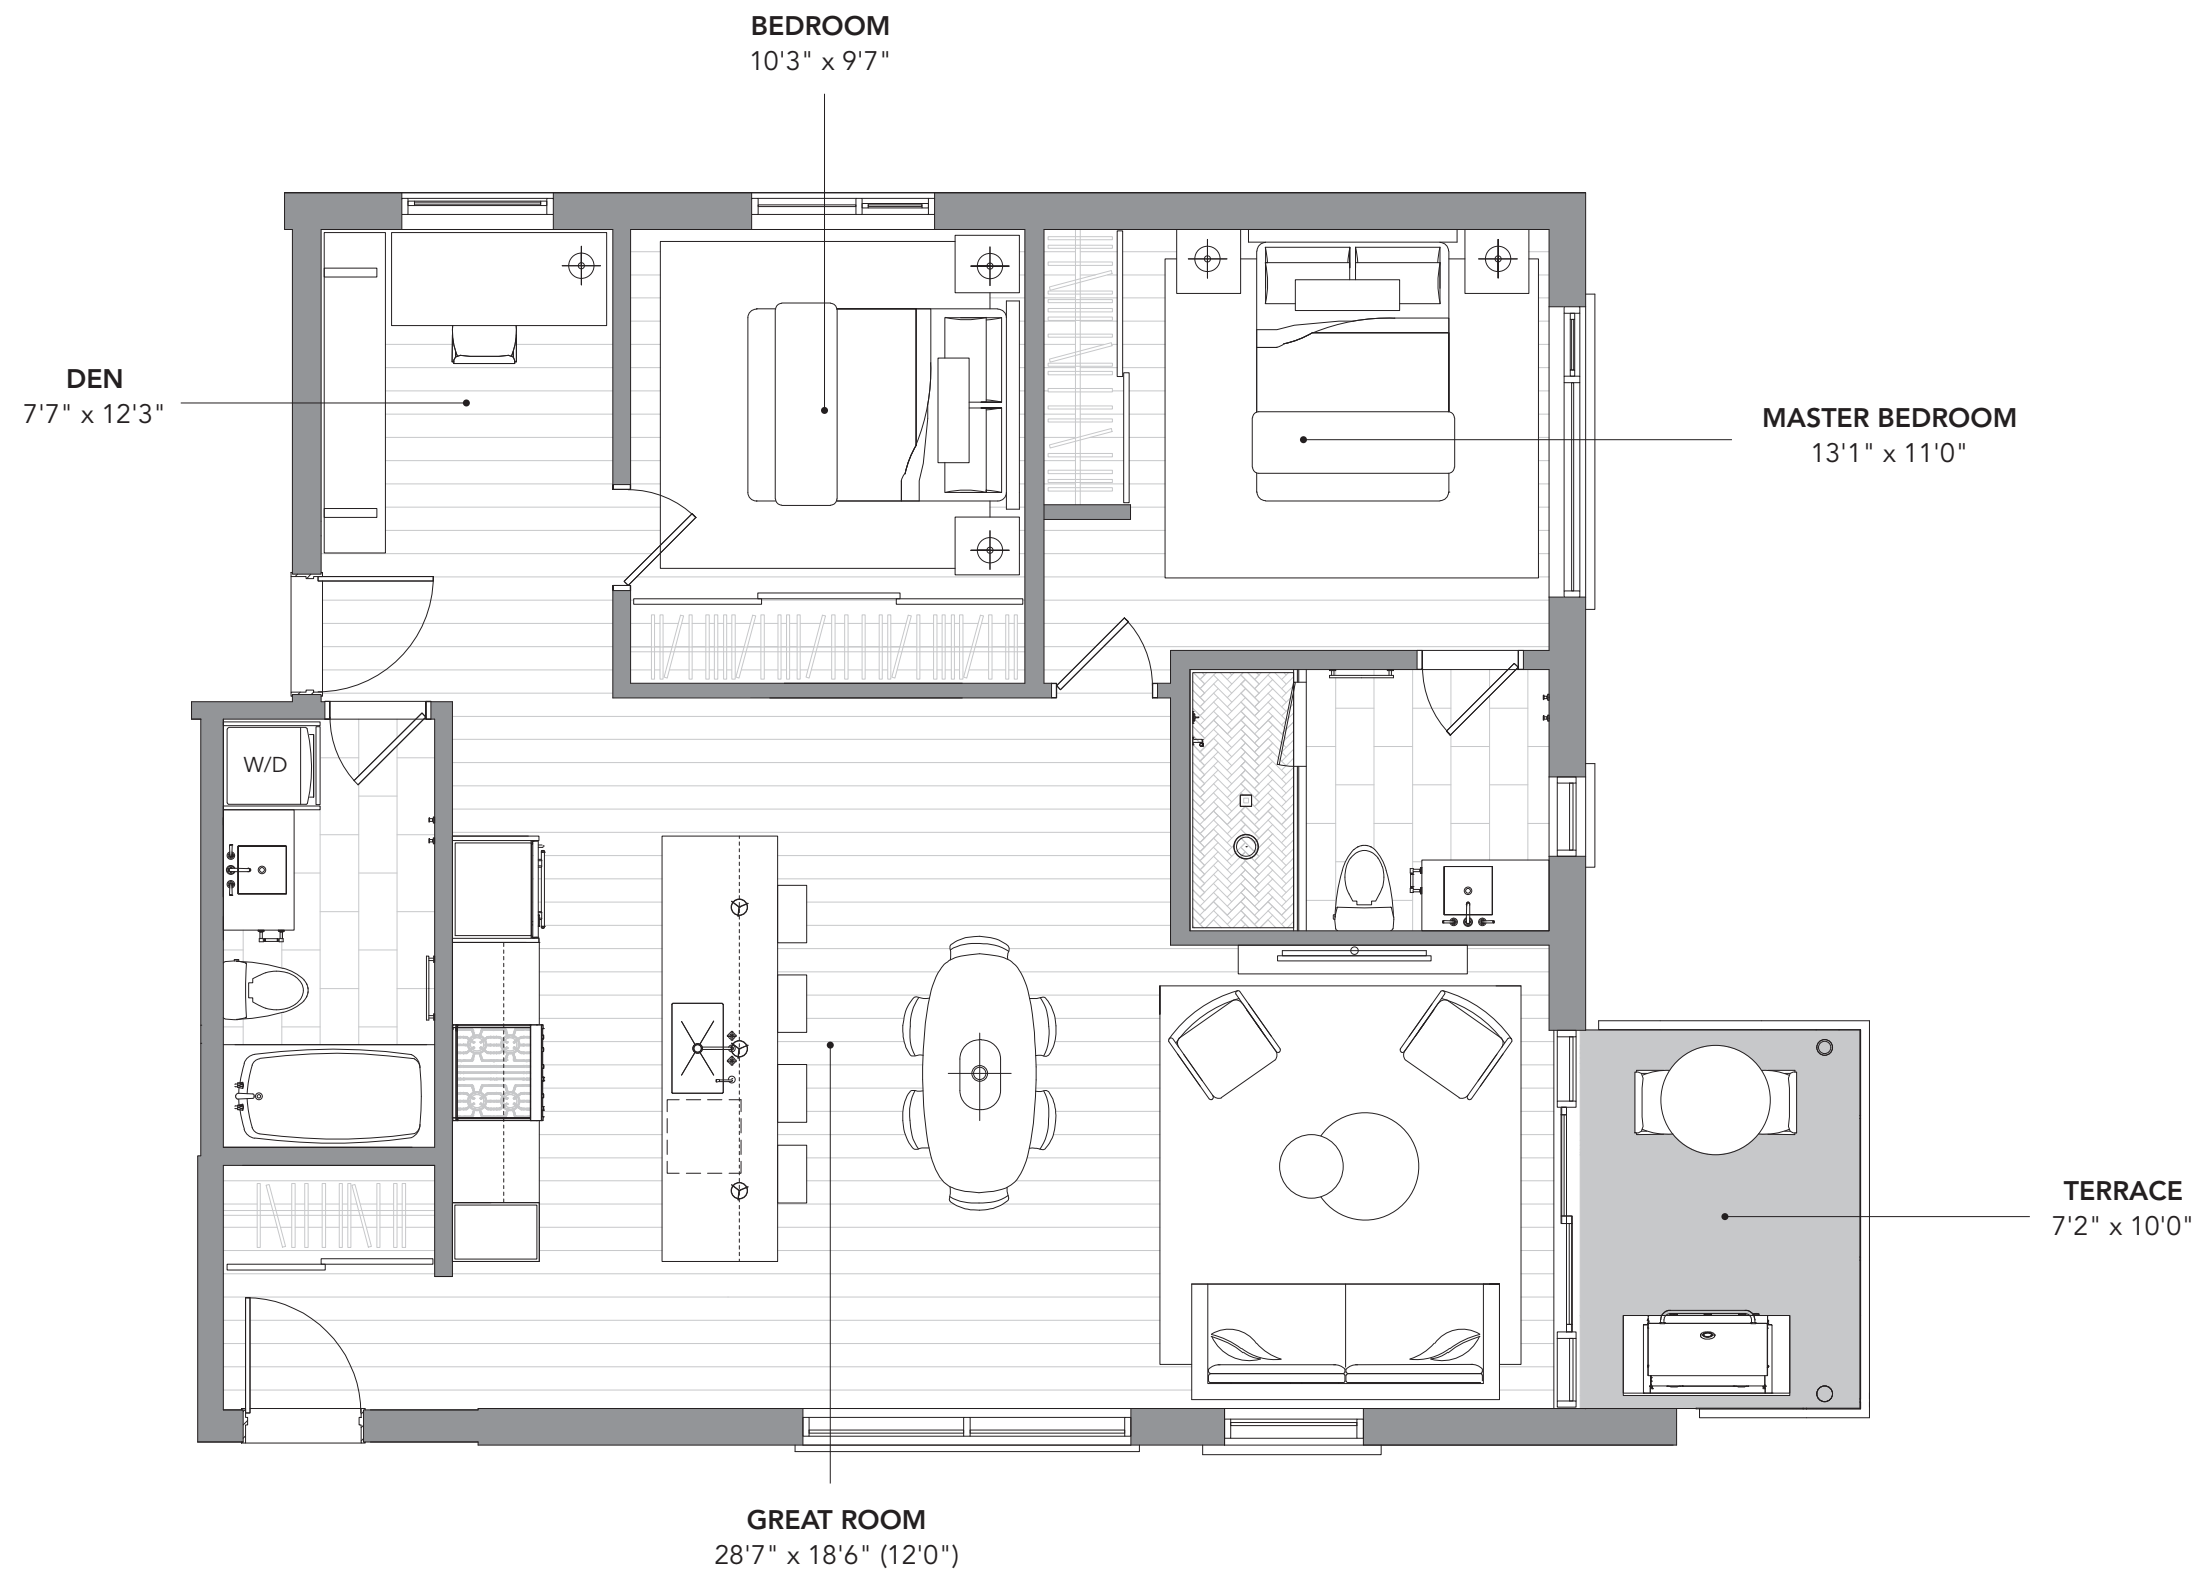 BEDROOM
10'3" x 9'7"
DEN
7'7" x 12'3"
MASTER BEDROOM
13'1" x 11'0"
W/D
TERRACE
7'2" x 10'0"
GREAT ROOM
28'7" x 18'6" (12'0")